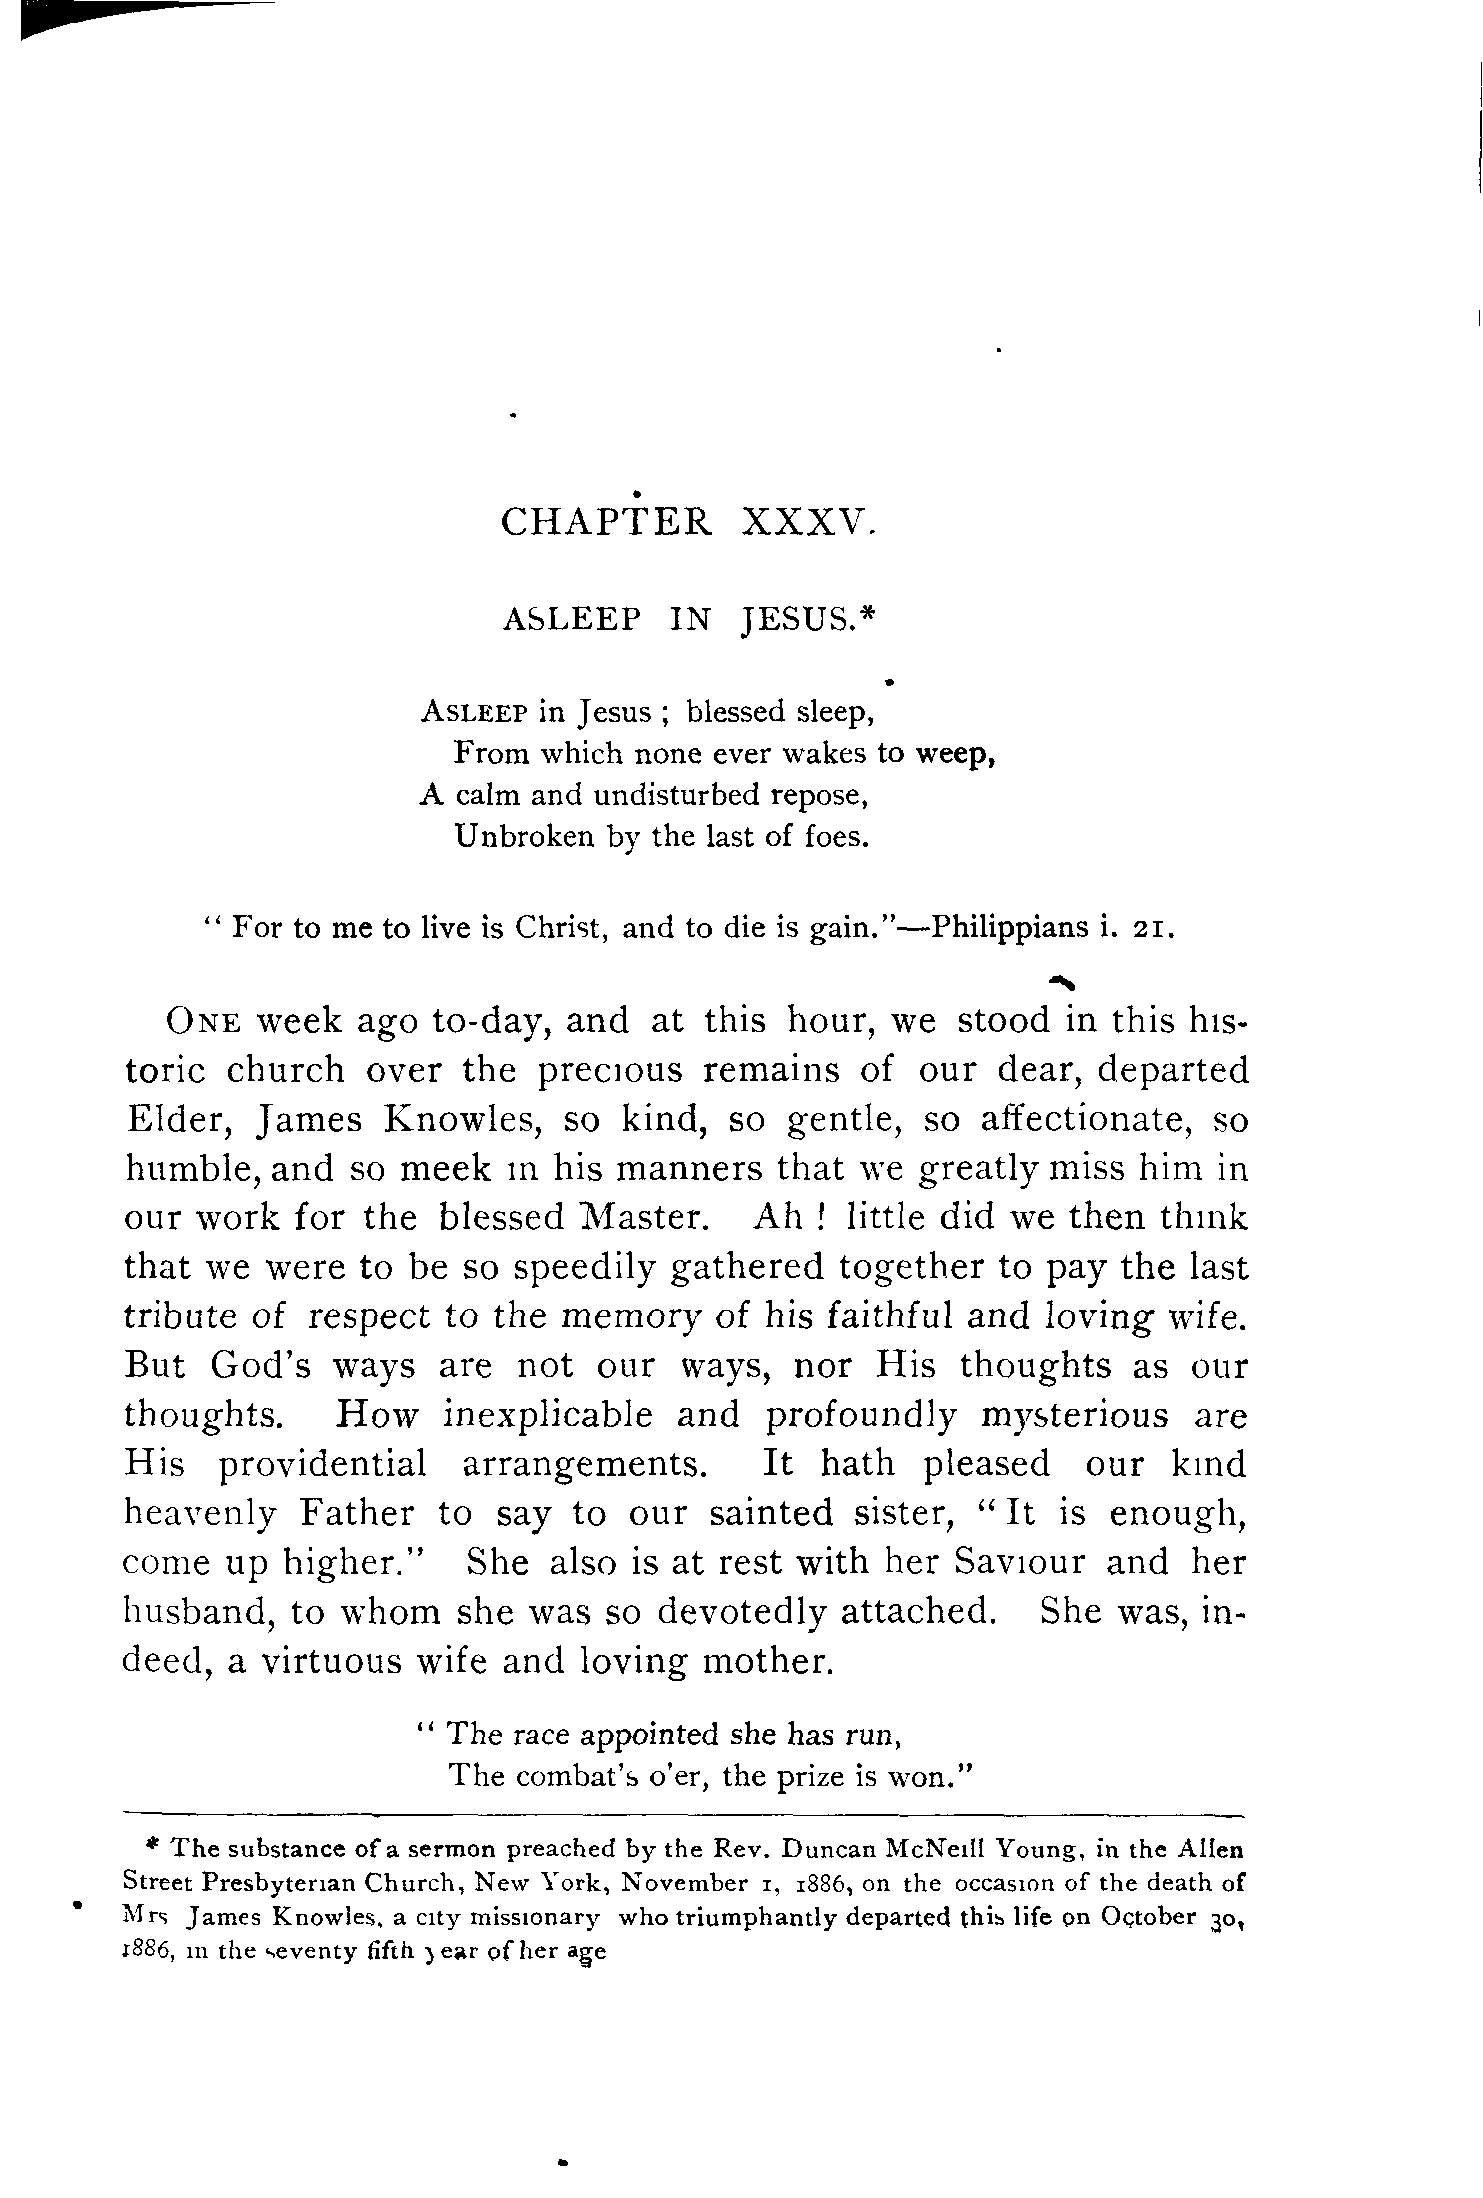 CHAPTER XXXV.
ASLEEP IN JESUS.*
ASLEEP in Jesus ; blessed sleep,
From which none ever wakes to weep,
A calm and undisturbed repose,
Unbroken by the last of foes.
“ For to me to live is Christ, and to die is gain.”—Philippians i. 21.
ONE week ago to-day, and at this hour, we stood in this his-
toric church over the precious remains of our dear, departed
Elder, James Knowles, so kind, so gentle, so affectionate, so
humble, and so meek in his manners that we greatly miss him in
our work for the blessed Master. Ah ! little did we then think
that we were to be so speedily gathered together to pay the last
tribute of respect to the memory of his faithful and loving wife.
But God's ways are not our ways, nor His thoughts as our
thoughts. How inexplicable and profoundly mysterious are
His providential arrangements. It hath pleased our kind
heavenly Father to say to our sainted sister, “ It is enough,
come up higher.” She also is at rest with her Saviour and her
husband, to whom she was so devotedly attached. She was, in-
deed, a virtuous wife and loving mother.
“ The race appointed she has run,
The combat's o'er, the prize is won.”
* The substance of a sermon preached by the Rev. Duncan McNeill Young, in the Allen
Street Presbyterian Church, New York, November 1, 1886, on the occasion of the death of
Mrs James Knowles, a city missionary who triumphantly departed this life on October 30,
1886, in the seventy fifth year of her age